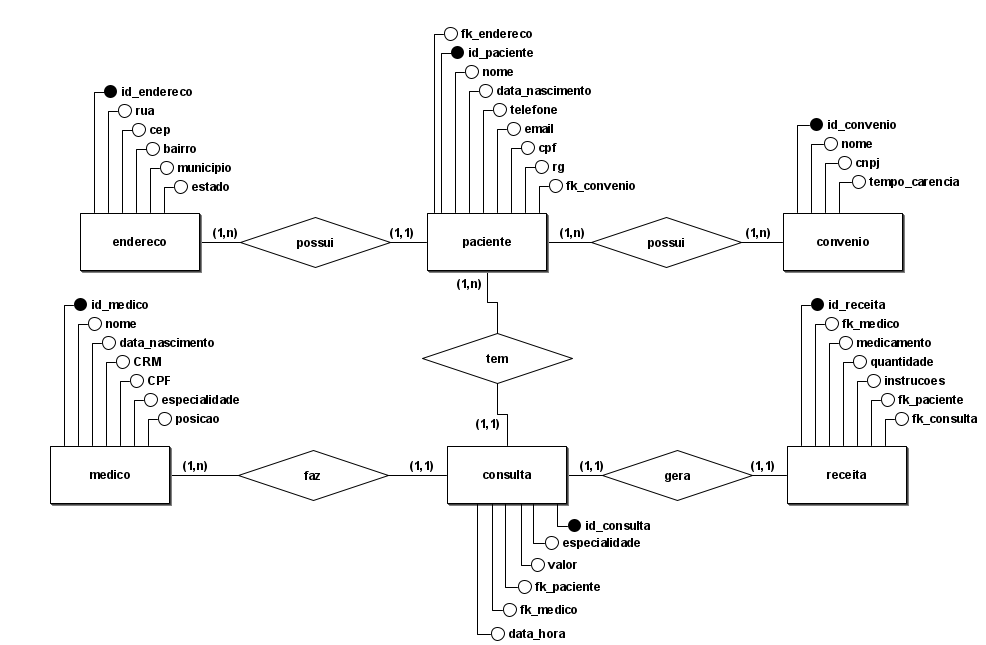 fk_endereco
id_paciente
nome
data_nascimento
telefone
email
cpf
rg
fk_convenio
id_endereco
rua
cep
bairro
municipio
estado
id_convenio
nome
cnpj
tempo_carencia
endereco
(1,n)
possui
(1,1)
paciente
(1,n)
possui
(1,n)
convenio
(1,n)
tem
(1,1)
id_medico
nome
data_nascimento
CRM
CPF
especialidade
posicao
id_receita
fk_medico
medicamento
quantidade
instrucoes
fk_paciente
fk_consulta
medico
(1,n)
faz
(1,1)
consulta
(1,1)
gera
(1,1)
receita
id_consulta
especialidade
valor
fk_paciente
fk_medico
data_hora